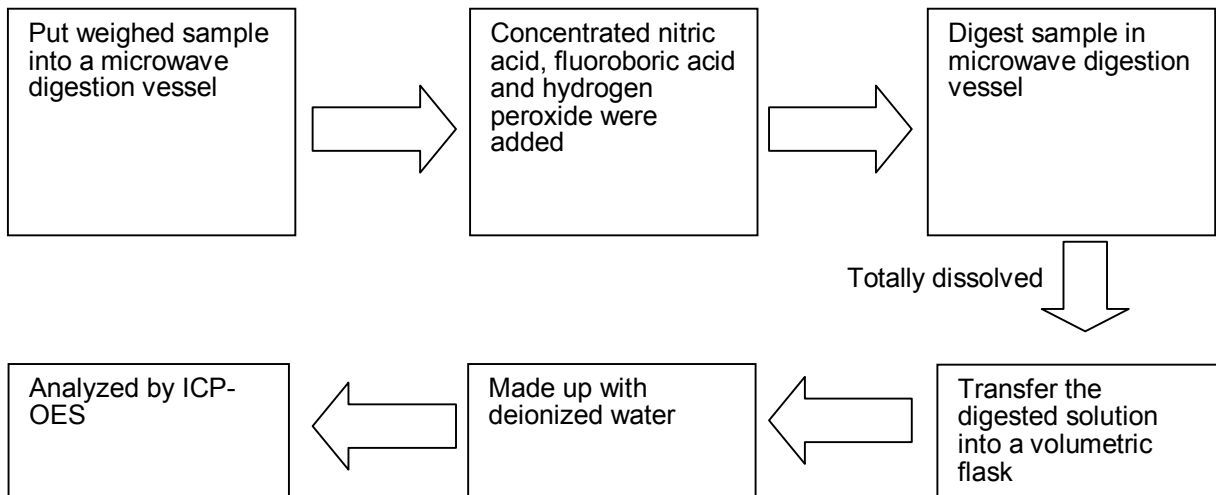 Put weighed sample
into a microwave
digestion vessel
Concentrated nitric
acid, fluoroboric acid
and hydrogen
peroxide were
added
Digest sample in
microwave digestion
vessel
Totally dissolved
Transfer the
digested solution
into a volumetric
flask
Made up with
deionized water
Analyzed by ICP-
OES